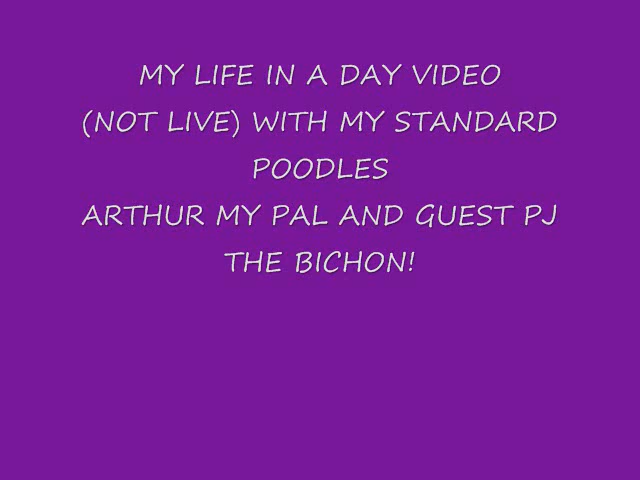 MY LIFE IN A DAY VIDEO
(NOT LIVE) WITH MY STANDARD
POODLES
ARTHUR MY PAL AND GUEST PJ
THE BICHON!